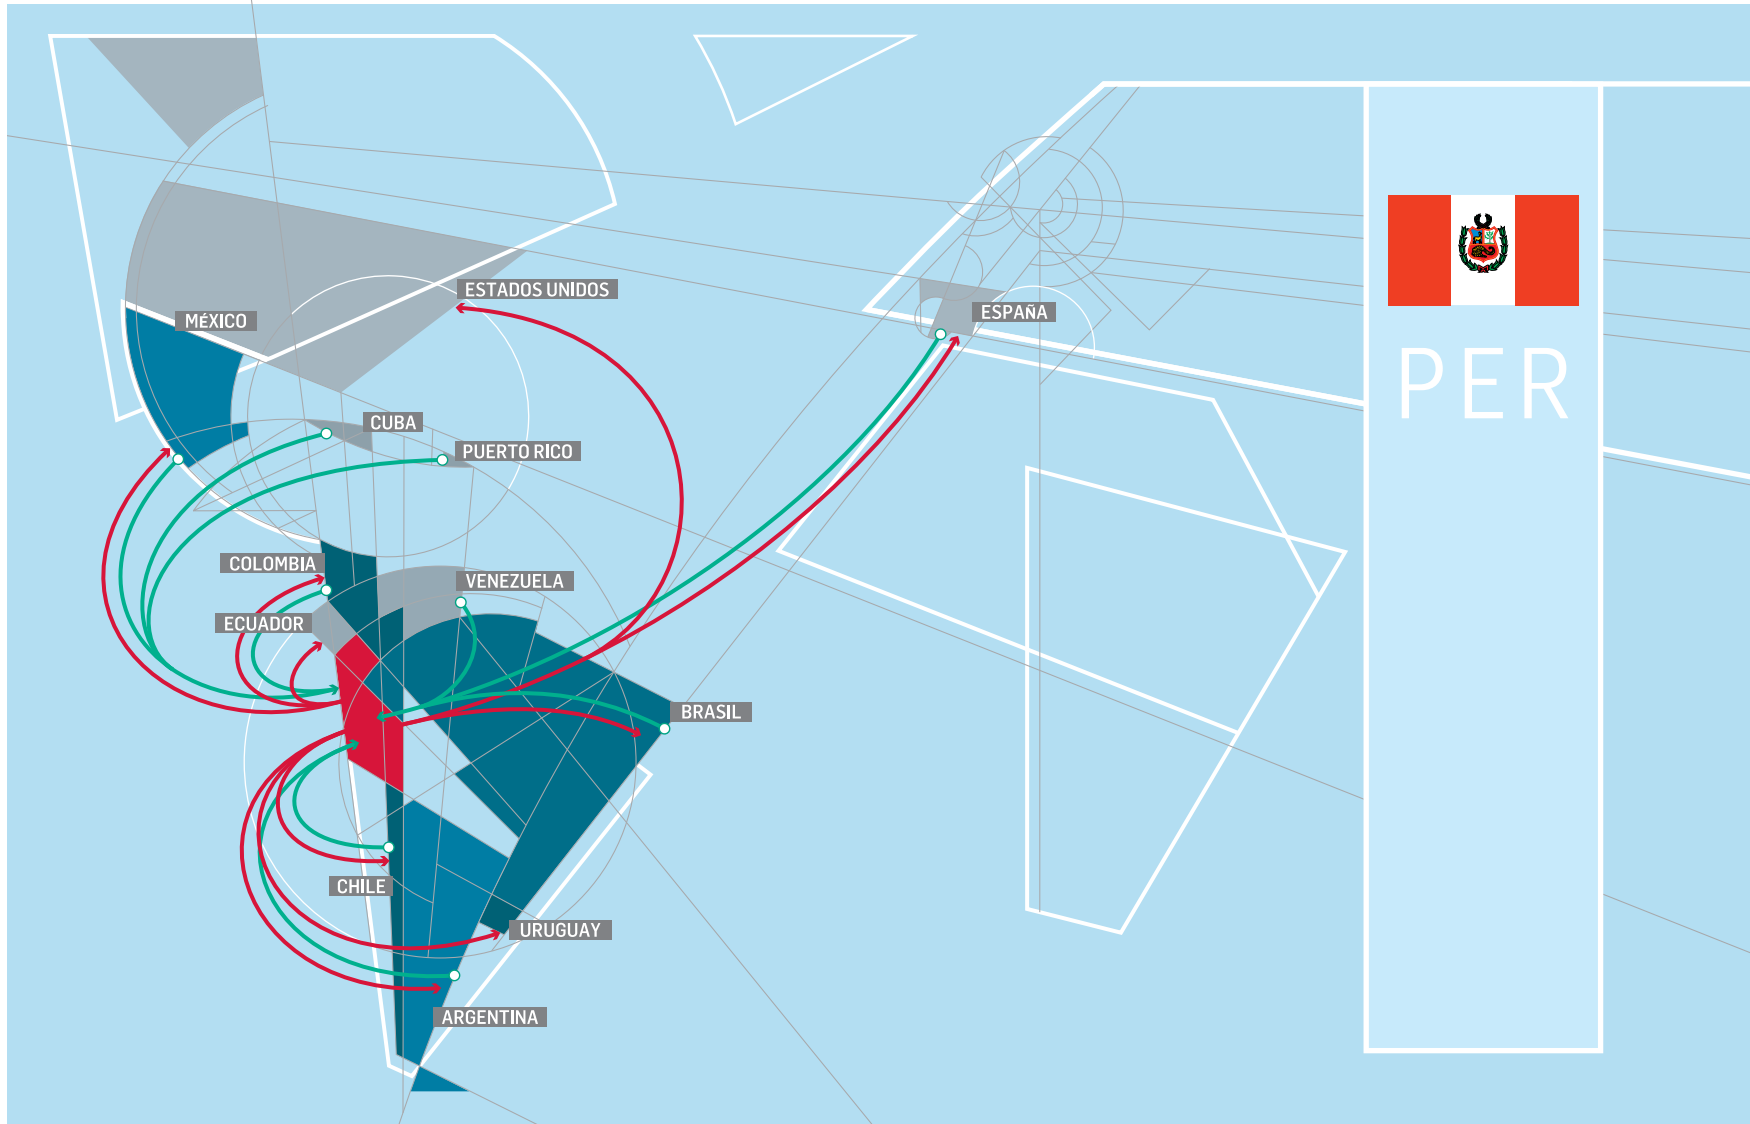 ESTADOS UNIDOS
MÉXICO
ESPAÑA
PER
CUBA
PUERTO RICO
COLOMBIA
VENEZUELA
ECUADOR
BRASIL
CHILE
URUGUAY
ARGENTINA